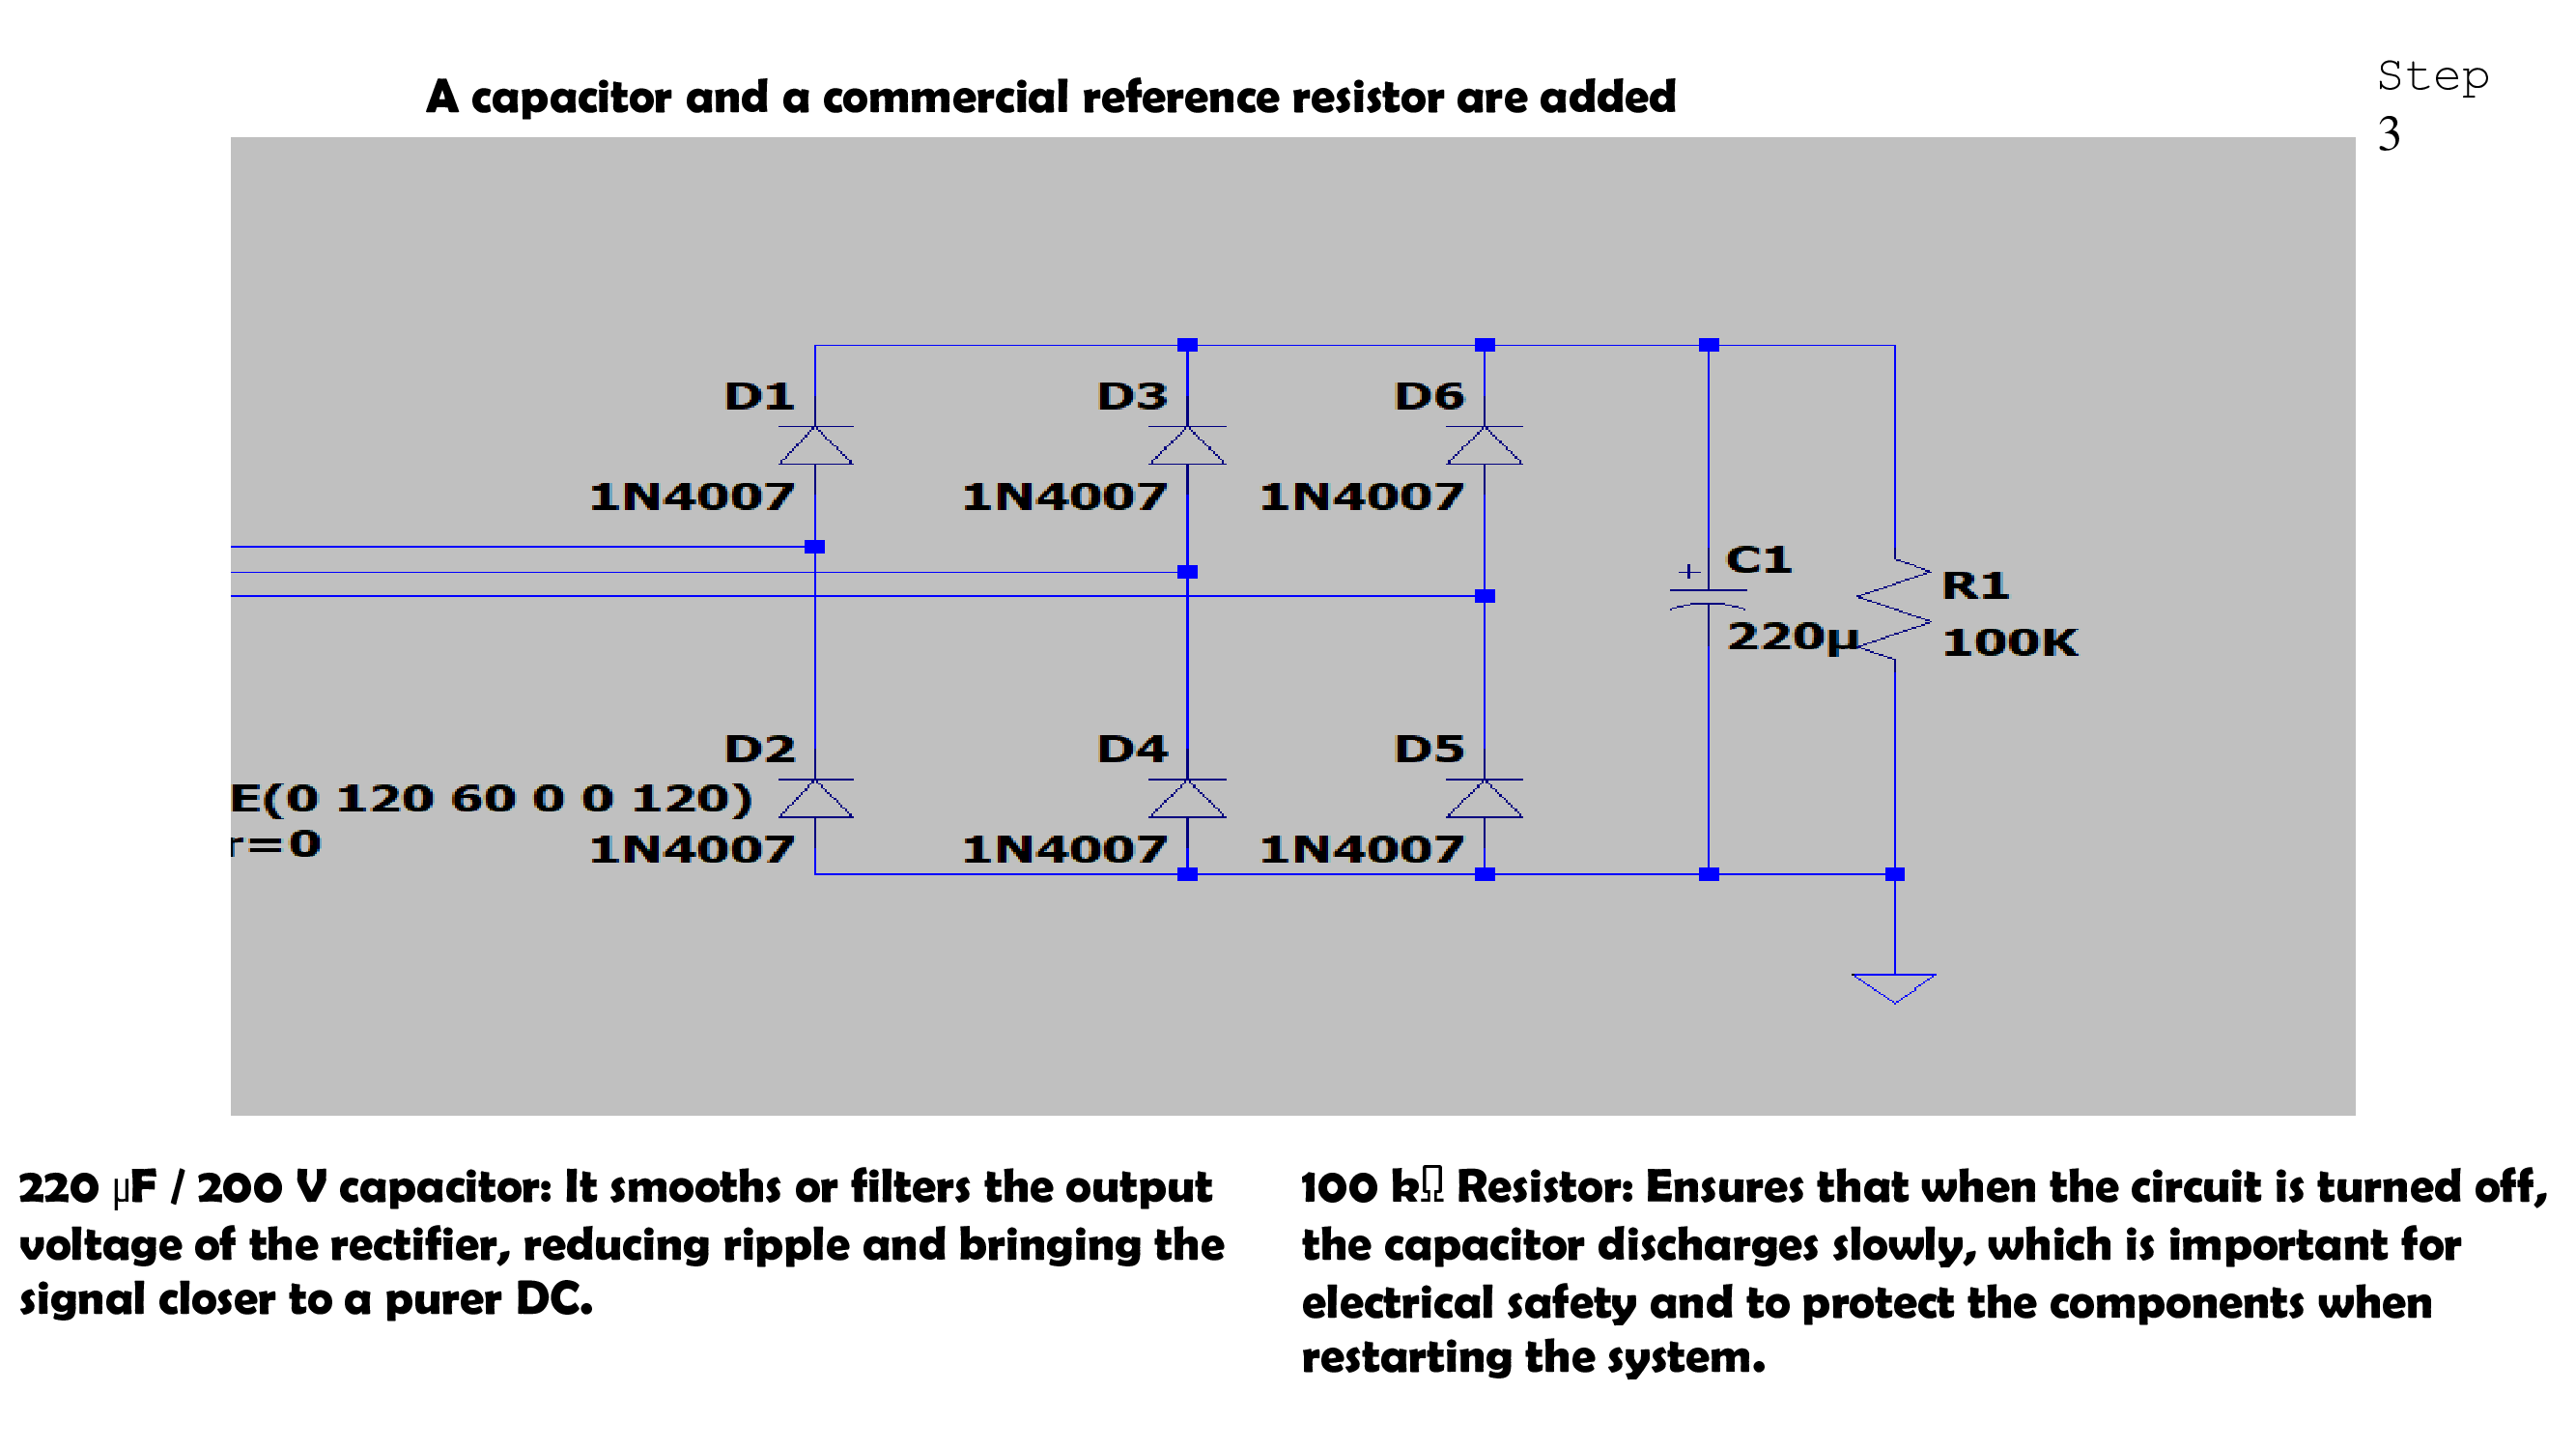 A capacitor and a commercial reference resistor are added
Step
3
D1
D3
D6
1N4007
1N4007
1N4007
C1
+
220µ
R1
100K
D2
D4
D5
E(0 120 60 0 0 120)
r=0
1N4007
1N4007
1N4007
220 µF / 200 V capacitor: It smooths or filters the output
voltage of the rectifier, reducing ripple and bringing the
signal closer to a purer DC.
100 kΩ Resistor: Ensures that when the circuit is turned off,
the capacitor discharges slowly, which is important for
electrical safety and to protect the components when
restarting the system.